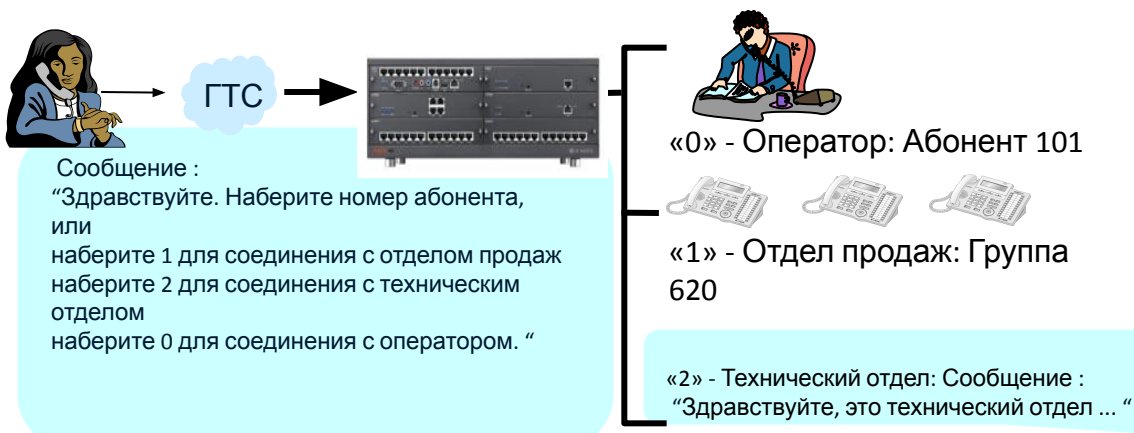 ГТС
Сообщение :
“Здравствуйте. Наберите номер абонента,
или
наберите 1 для соединения с отделом продаж
наберите 2 для соединения с техническим
отделом
наберите 0 для соединения с оператором. “
«0» - Оператор: Абонент 101
«1» - Отдел продаж: Группа
620
«2» - Технический отдел: Сообщение :
“Здравствуйте, это технический отдел ... “